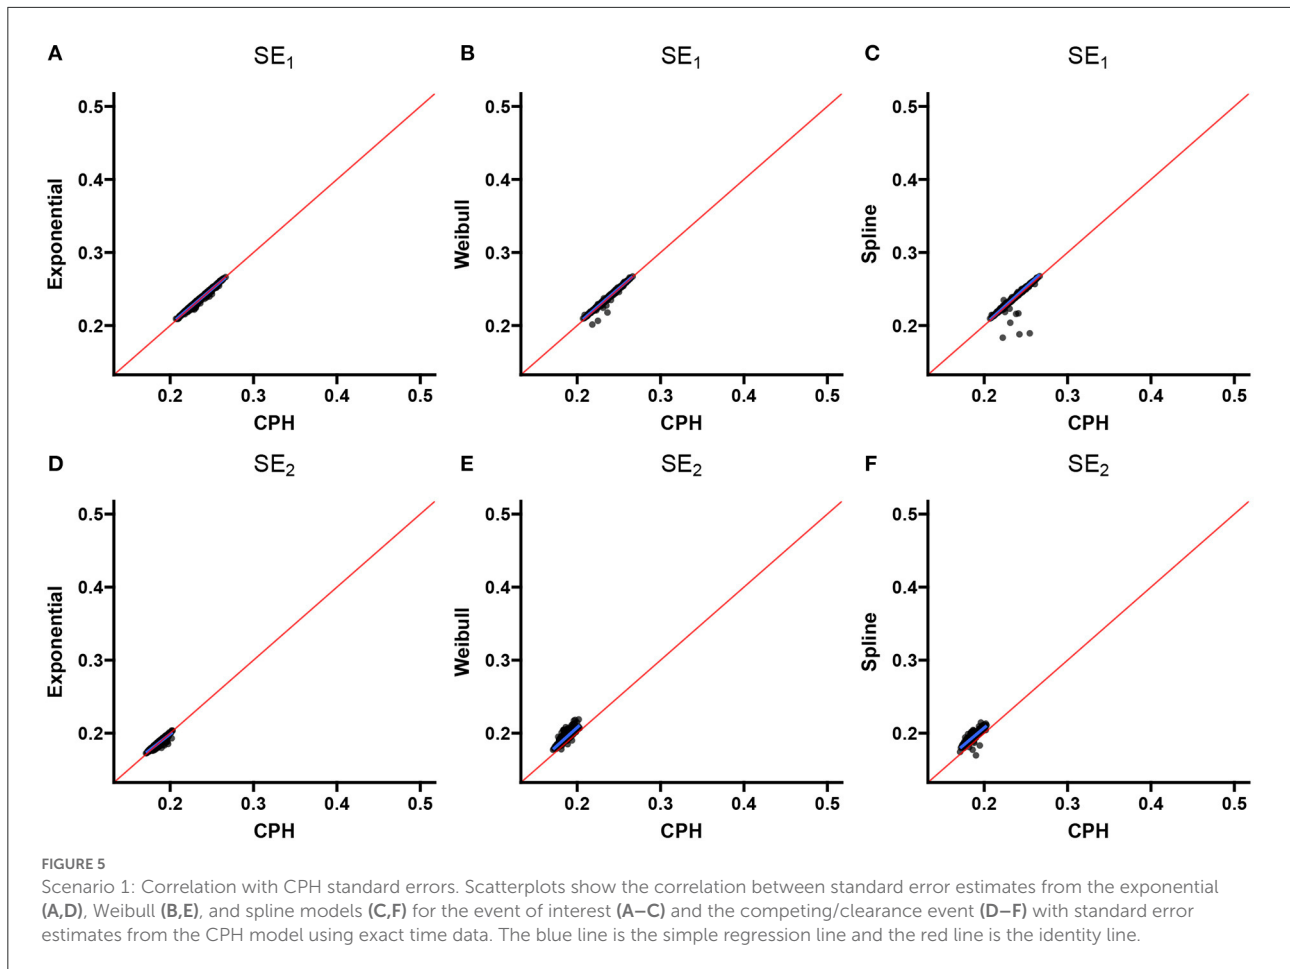 A
SE₁
B
SE₁
C
SE₁
Exponential
0.5
0.4
0.3
0.2
0.2 0.3 0.4 0.5
CPH
Weibull
0.5
0.4
0.3
0.2
0.2 0.3 0.4 0.5
CPH
Spline
0.5
0.4
0.3
0.2
0.2 0.3 0.4 0.5
CPH
D
SE₂
E
SE₂
F
SE₂
Exponential
0.5
0.4
0.3
0.2
0.2 0.3 0.4 0.5
CPH
Weibull
0.5
0.4
0.3
0.2
0.2 0.3 0.4 0.5
CPH
Spline
0.5
0.4
0.3
0.2
0.2 0.3 0.4 0.5
CPH
FIGURE 5
Scenario 1: Correlation with CPH standard errors. Scatterplots show the correlation between standard error estimates from the exponential
(A,D), Weibull (B,E), and spline models (C,F) for the event of interest (A–C) and the competing/clearance event (D–F) with standard error
estimates from the CPH model using exact time data. The blue line is the simple regression line and the red line is the identity line.